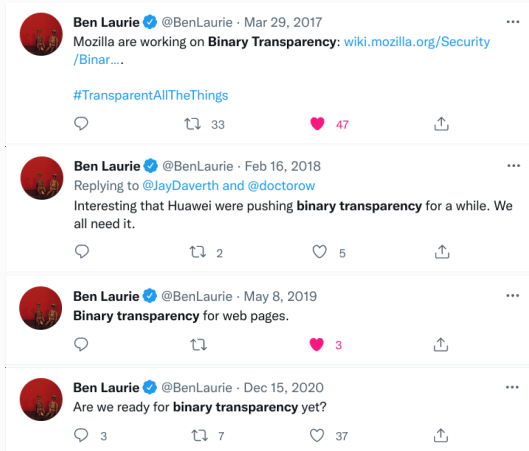 Ben Laurie @BenLaurie · Mar 29, 2017
Mozilla are working on Binary Transparency: wiki.mozilla.org/Security
/Binar....
#TransparentAllTheThings
33 47
Ben Laurie @BenLaurie · Feb 16, 2018
Replying to @JayDaverth and @doctorow
Interesting that Huawei were pushing binary transparency for a while. We
all need it.
2 5
Ben Laurie @BenLaurie · May 8, 2019
Binary transparency for web pages.
3
Ben Laurie @BenLaurie · Dec 15, 2020
Are we ready for binary transparency yet?
3 7 37